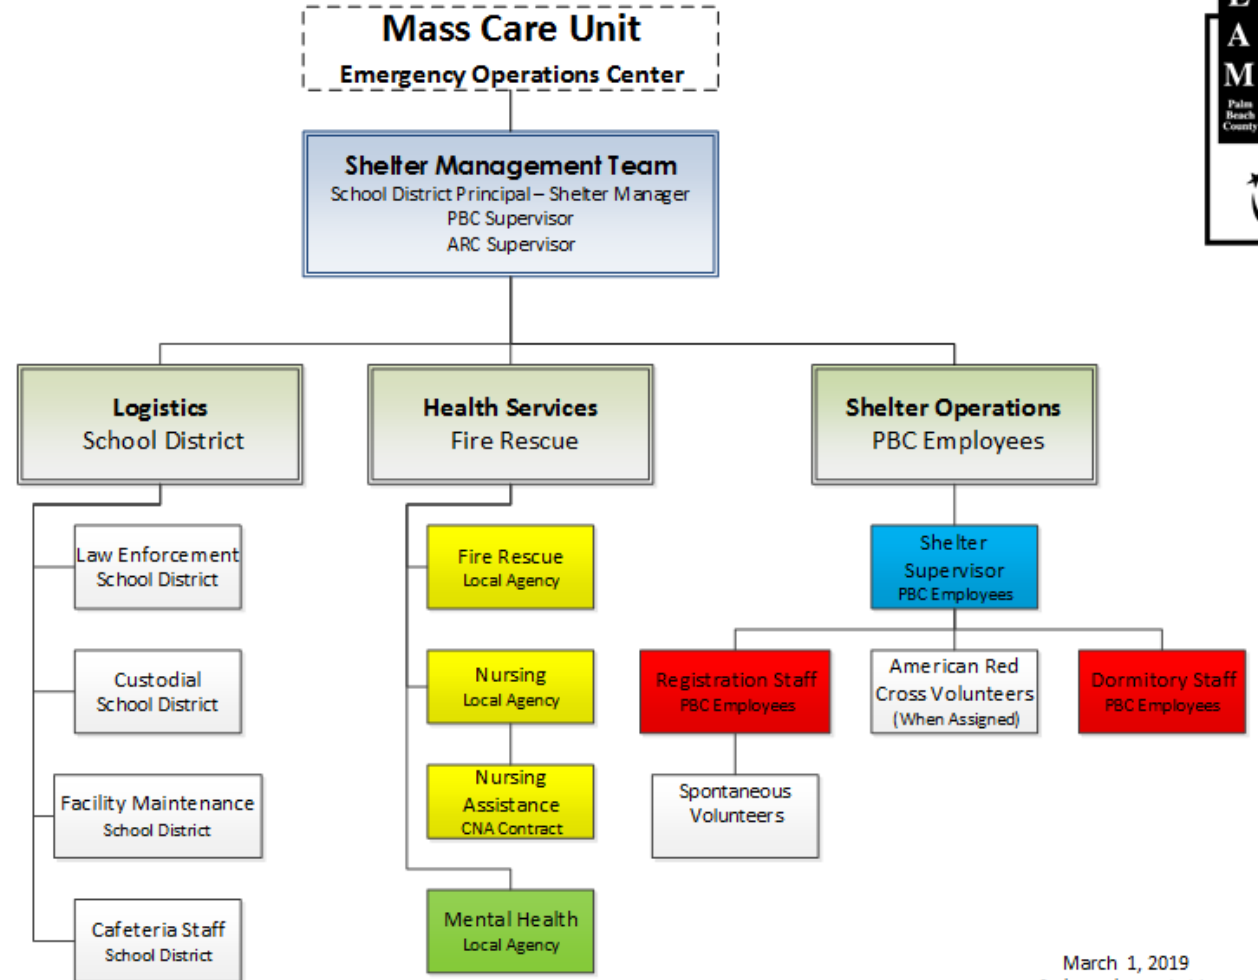 Mass Care Unit
Emergency Operations Center
A
M
Palm
Beach
County
Shelter Management Team
School District Principal – Shelter Manager
PBC Supervisor
ARC Supervisor
Logistics
School District
Health Services
Fire Rescue
Shelter Operations
PBC Employees
Law Enforcement
School District
Custodial
School District
Facility Maintenance
School District
Cafeteria Staff
School District
Fire Rescue
Local Agency
Nursing
Local Agency
Nursing
Assistance
CNA Contract
Mental Health
Local Agency
Shelter
Supervisor
PBC Employees
Registration Staff
PBC Employees
American Red
Cross Volunteers
(When Assigned)
Dormitory Staff
PBC Employees
Spontaneous
Volunteers
March 1, 2019